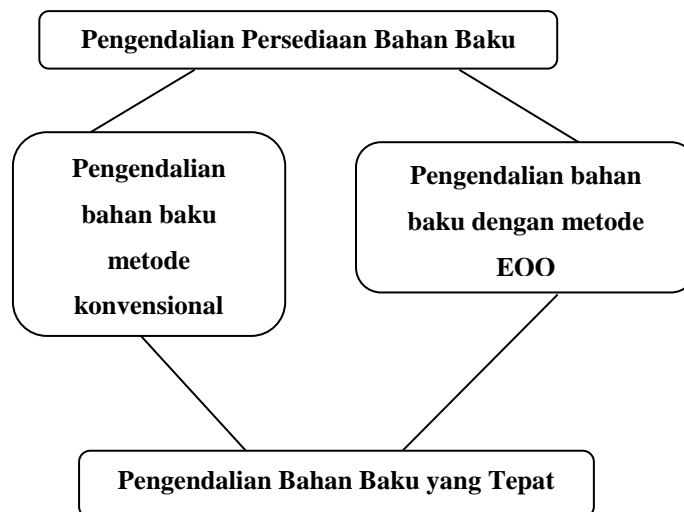 Pengendalian Persediaan Bahan Baku
Pengendalian
bahan baku
metode
konvensional
Pengendalian bahan
baku dengan metode
EOO
Pengendalian Bahan Baku yang Tepat